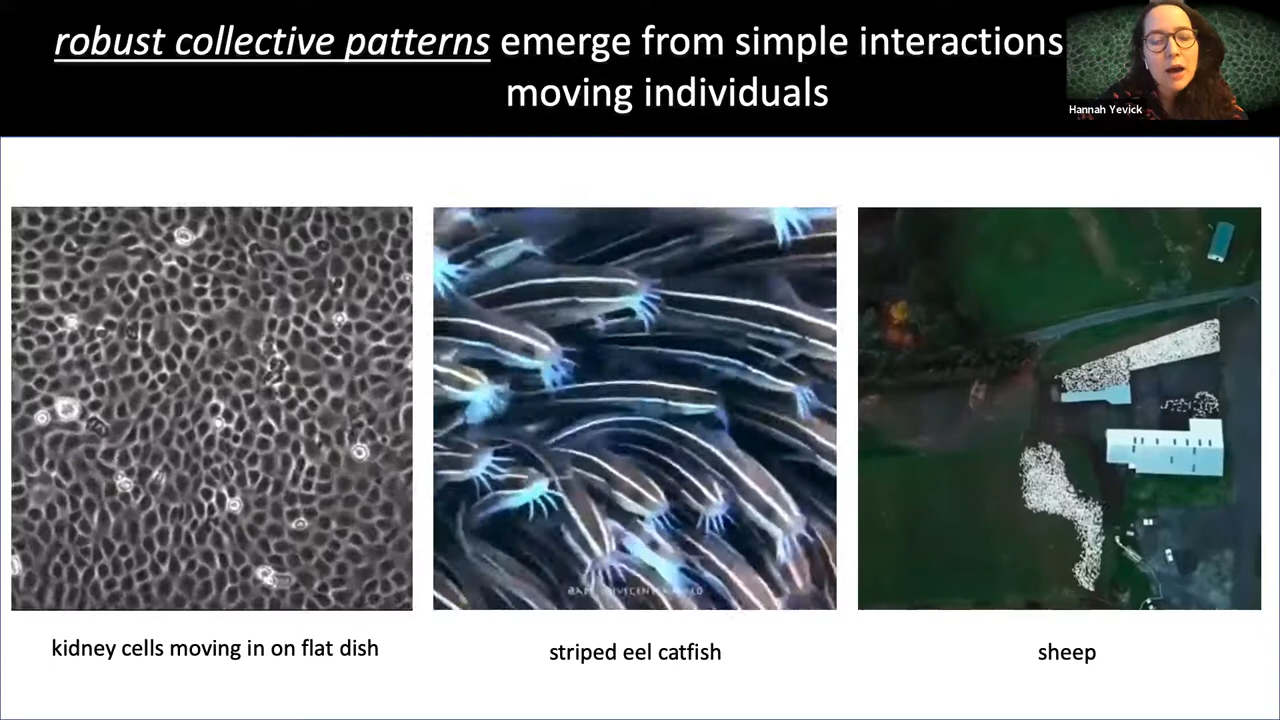 robust collective patterns emerge from simple interactions
moving individuals
Hannah Yevick
kidney cells moving in on flat dish
striped eel catfish
sheep